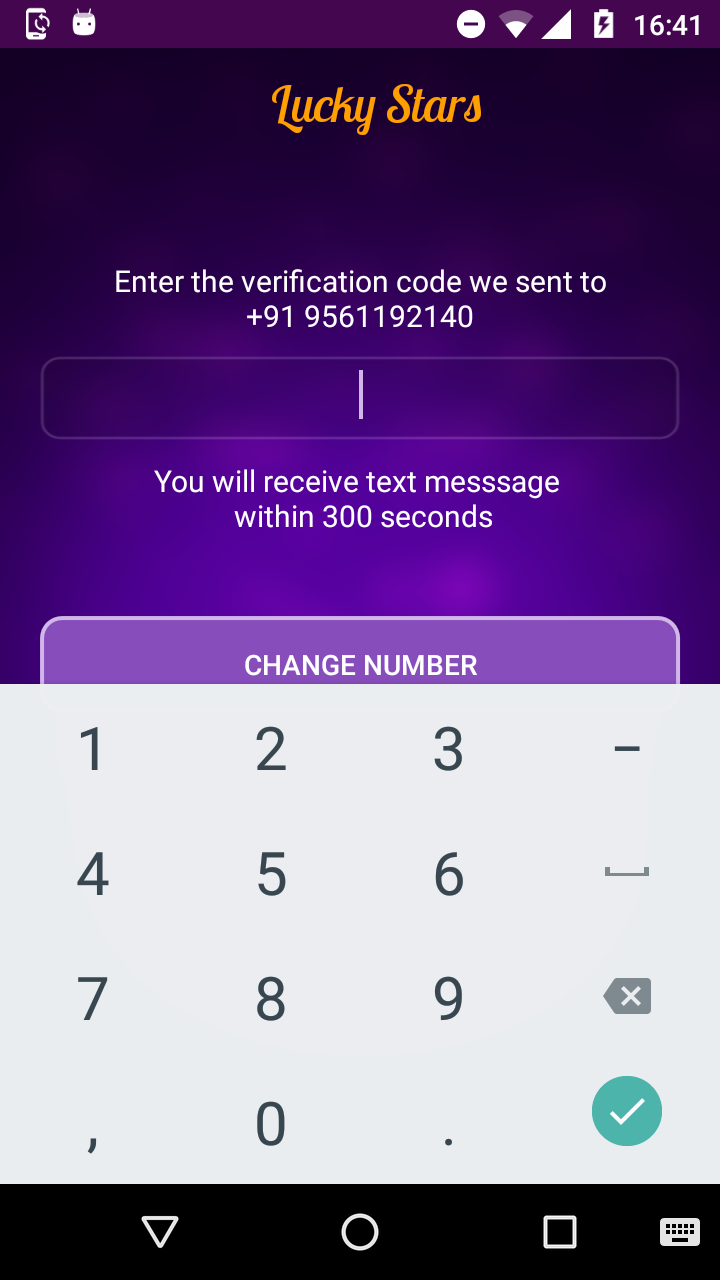 16:41
Lucky Stars
Enter the verification code we sent to
+91 9561192140
You will receive text messsage
within 300 seconds
CHANGE NUMBER
1 2 3 –
4 5 6
7 8 9
, 0 .